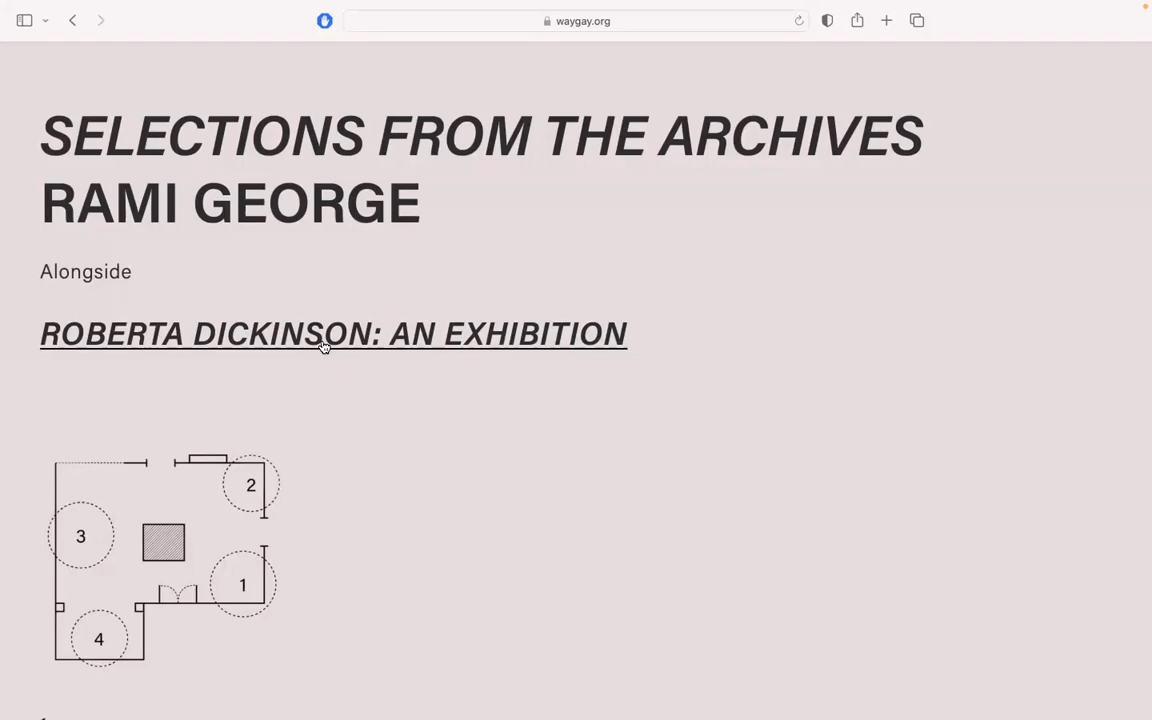 waygay.org
SELECTIONS FROM THE ARCHIVES
RAMI GEORGE
Alongside
ROBERTA DICKINSON: AN EXHIBITION
2
3
1
4